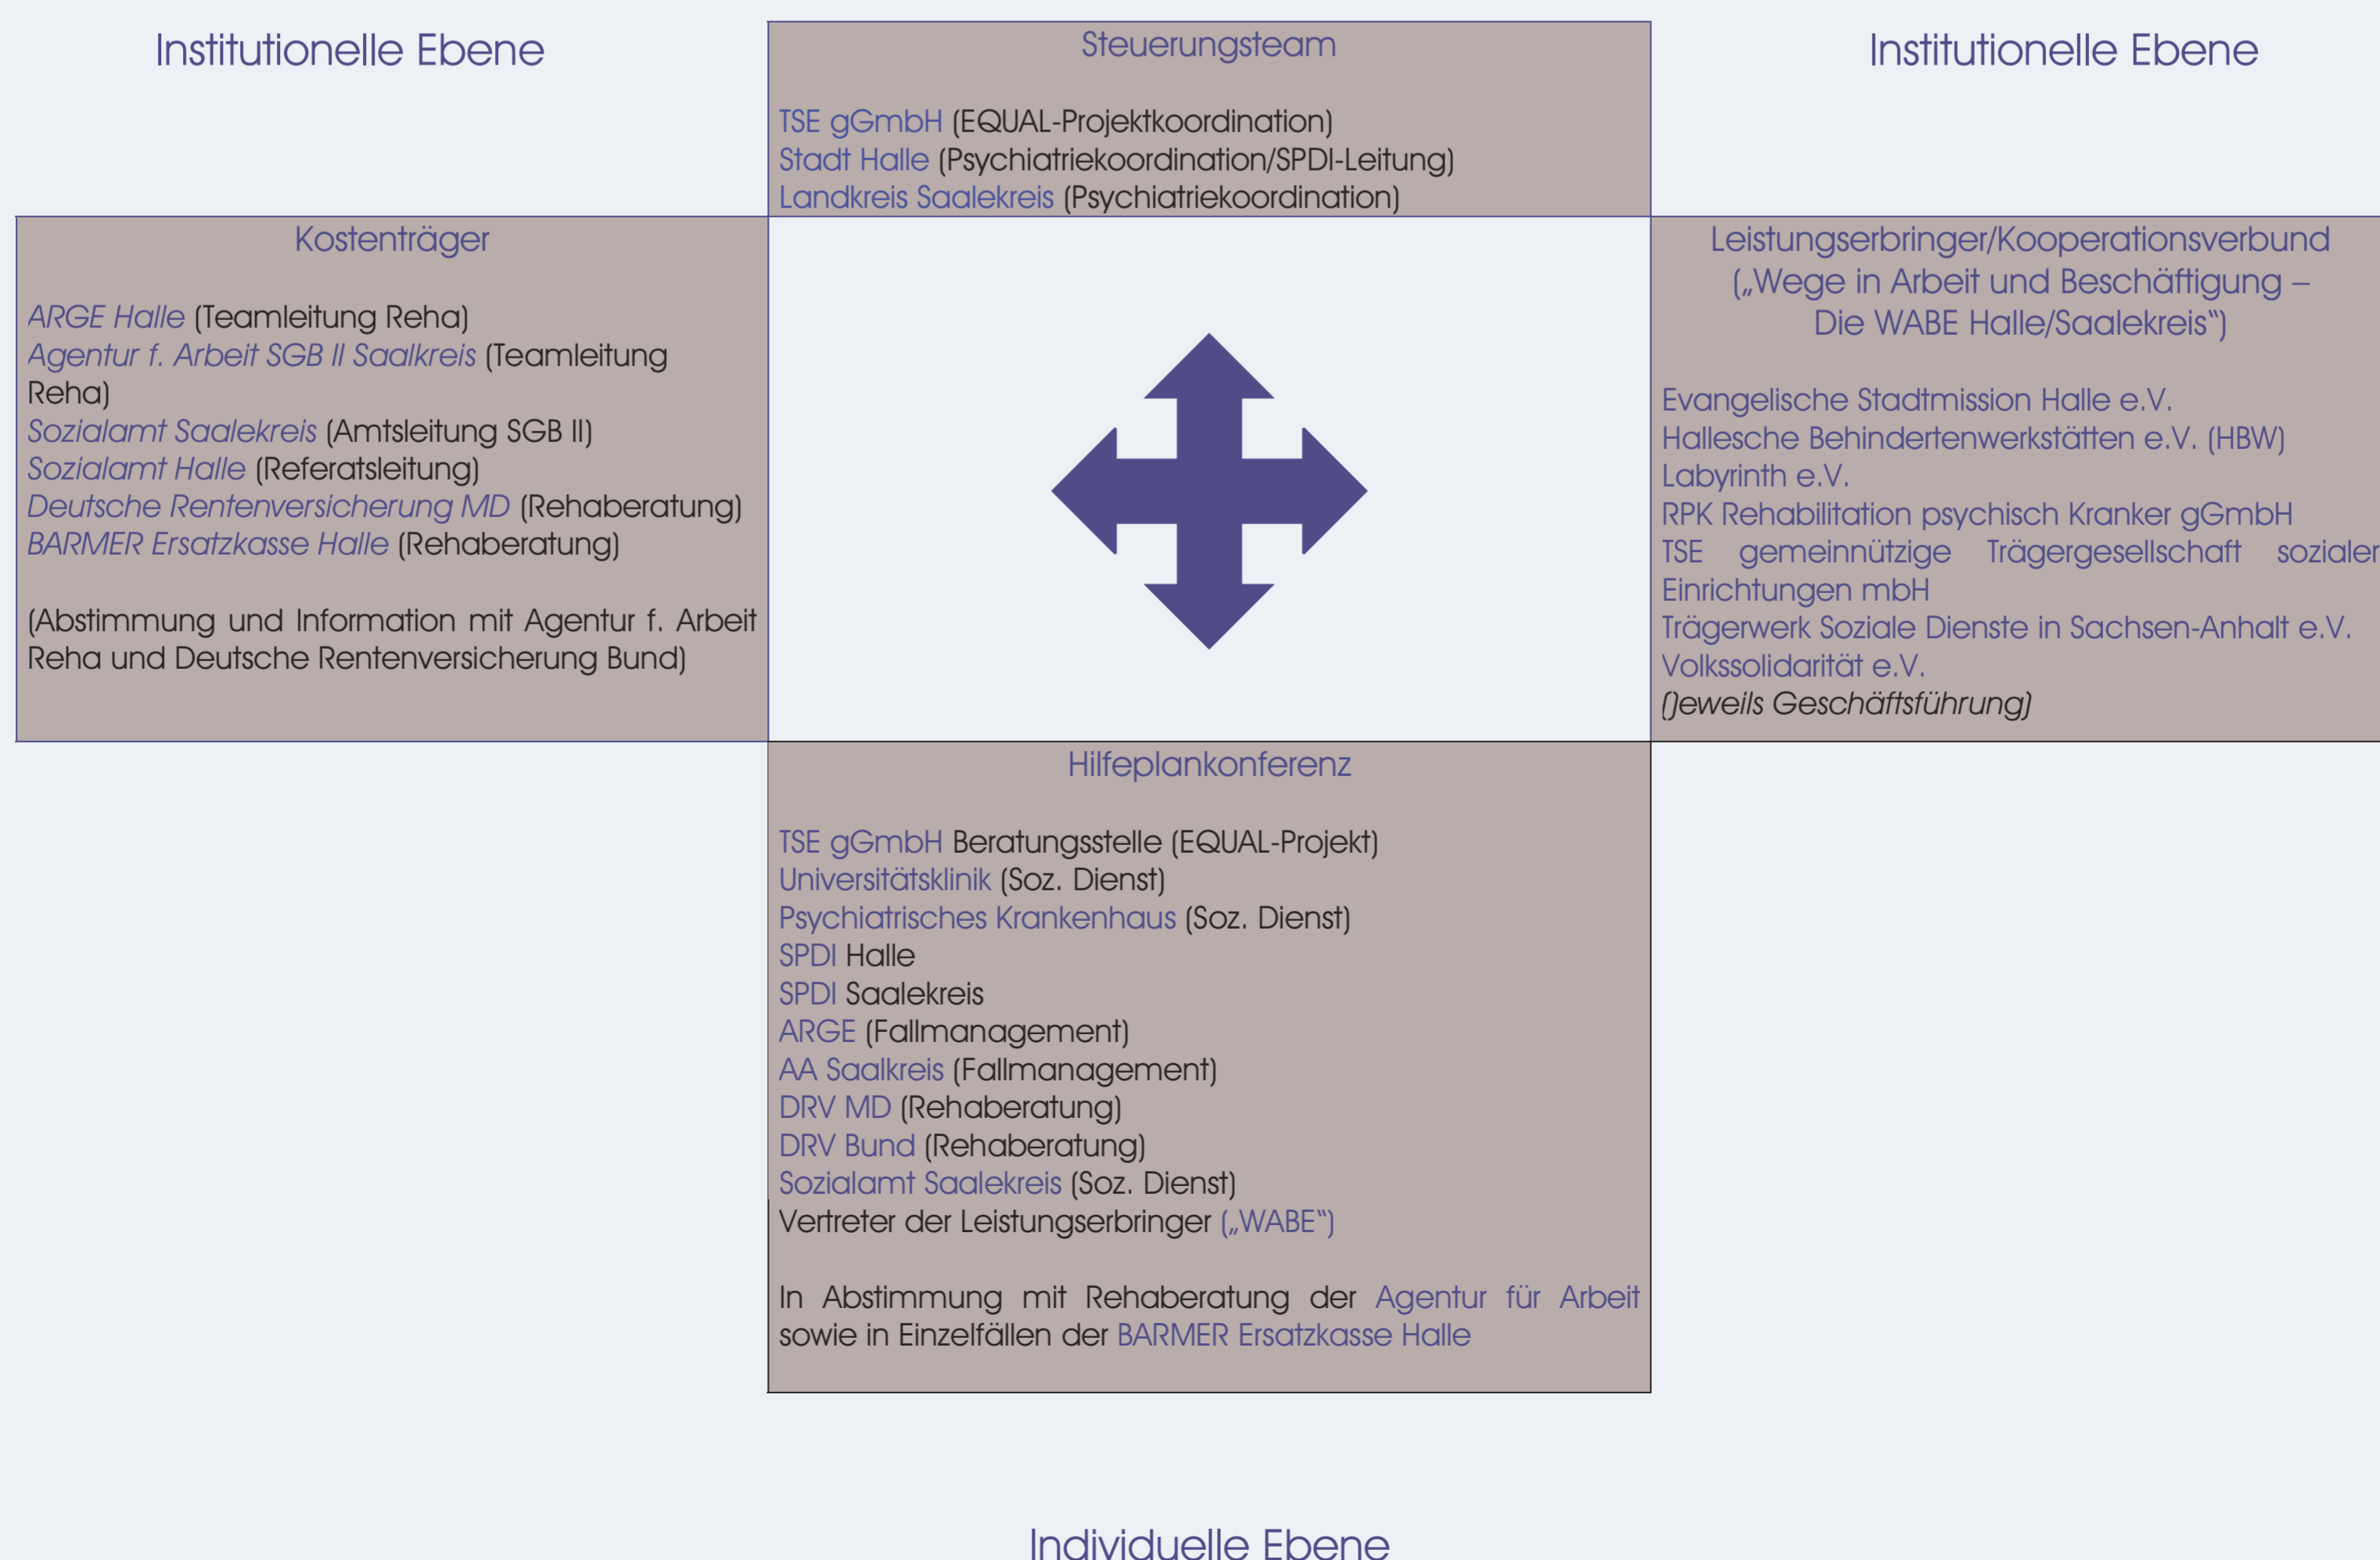 Institutionelle Ebene
Steuerungsteam
TSE gGmbH (EQUAL-Projektkoordination)
Stadt Halle (Psychiatriekoordination/SPDI-Leitung)
Landkreis Saalekreis (Psychiatriekoordination)
Institutionelle Ebene
Kostenträger
ARGE Halle (Teamleitung Reha)
Agentur f. Arbeit SGB II Saalkreis (Teamleitung
Reha)
Sozialamt Saalekreis (Amtsleitung SGB II)
Sozialamt Halle (Referatsleitung)
Deutsche Rentenversicherung MD (Rehaberatung)
BARMER Ersatzkasse Halle (Rehaberatung)
(Abstimmung und Information mit Agentur f. Arbeit
Reha und Deutsche Rentenversicherung Bund)
Leistungserbringer/Kooperationsverbund
(„Wege in Arbeit und Beschäftigung –
Die WABE Halle/Saalekreis“)
Evangelische Stadtmission Halle e.V.
Hallesche Behindertenwerkstätten e.V. (HBW)
Labyrinth e.V.
RPK Rehabilitation psychisch Kranker gGmbH
TSE gemeinnützige Trägergesellschaft sozialer
Einrichtungen mbH
Trägerwerk Soziale Dienste in Sachsen-Anhalt e.V.
Volkssolidarität e.V.
(Jeweils Geschäftsführung)
Hilfeplankonferenz
TSE gGmbH Beratungsstelle (EQUAL-Projekt)
Universitätsklinik (Soz. Dienst)
Psychiatrisches Krankenhaus (Soz. Dienst)
SPDI Halle
SPDI Saalekreis
ARGE (Fallmanagement)
AA Saalkreis (Fallmanagement)
DRV MD (Rehaberatung)
DRV Bund (Rehaberatung)
Sozialamt Saalekreis (Soz. Dienst)
Vertreter der Leistungserbringer („WABE“)
In Abstimmung mit Rehaberatung der Agentur für Arbeit
sowie in Einzelfällen der BARMER Ersatzkasse Halle
Individuelle Ebene